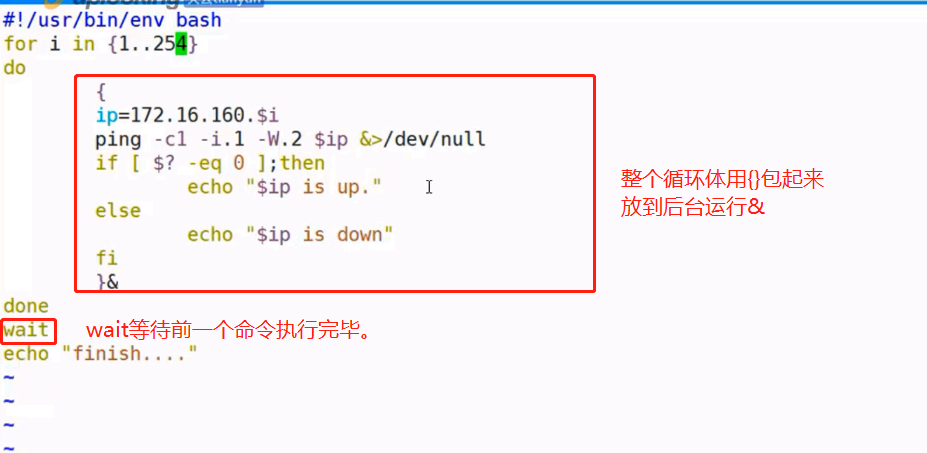 #!/usr/bin/env bash
for i in {1..254}
do
{
ip=172.16.160.$i
ping -c1 -i.1 -W.2 $ip &>/dev/null
if [ $? -eq 0 ];then
echo "$ip is up."
else
echo "$ip is down"
fi
}&
整个循环体用{}包起来
放到后台运行&
done
wait
wait等待前一个命令执行完毕。
echo "finish...."
~
~
~
~